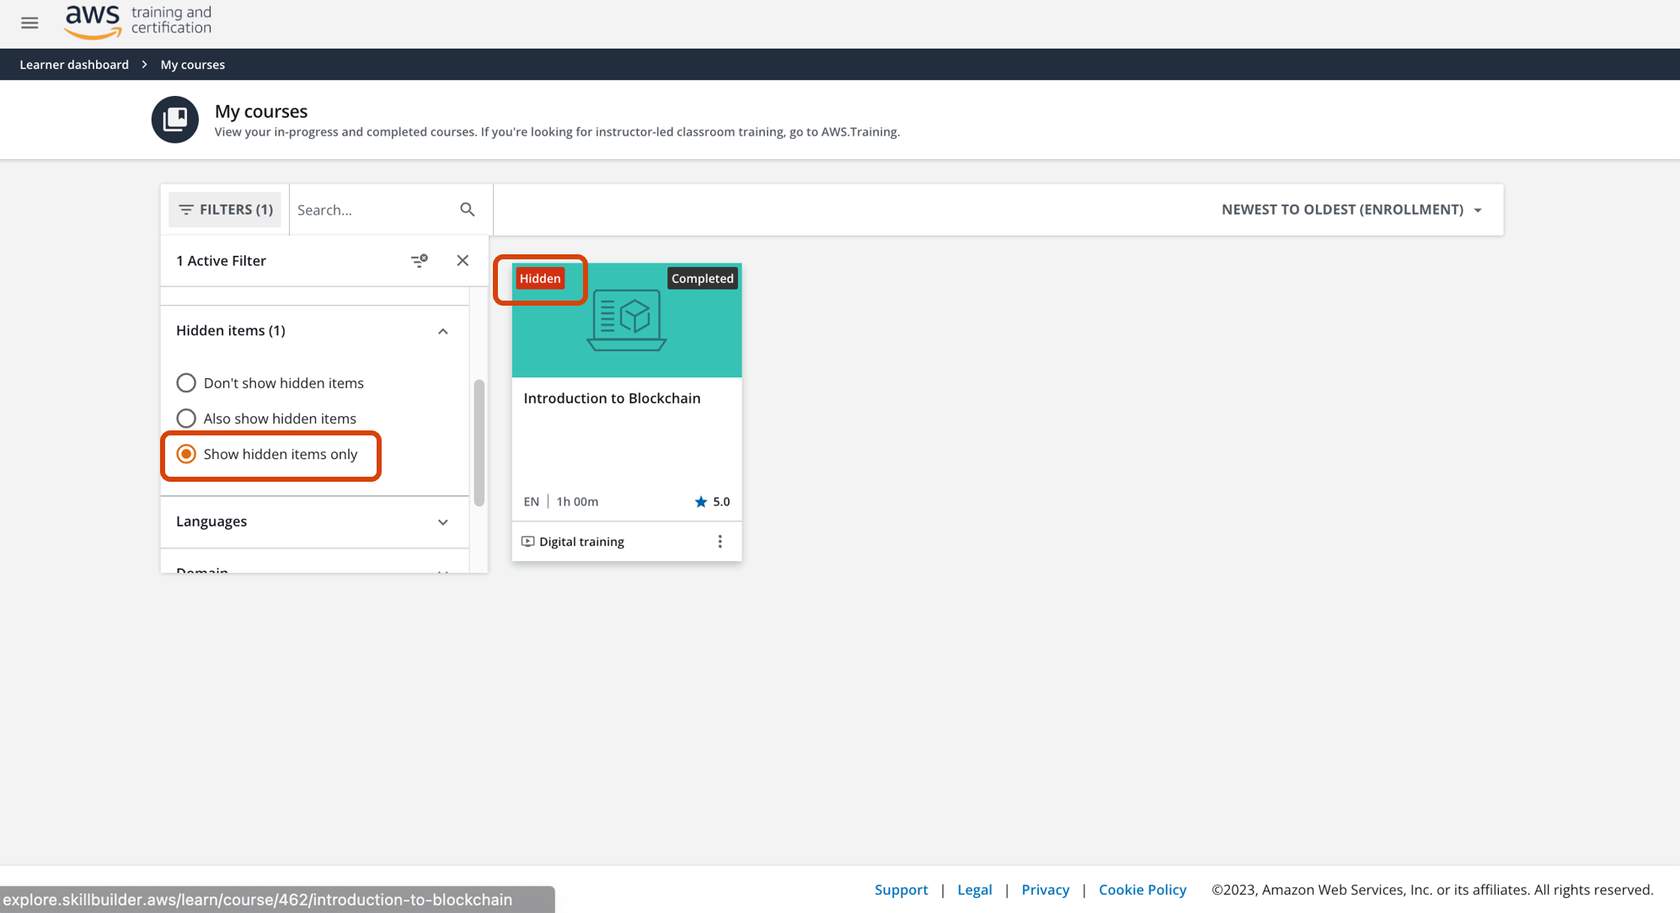 aws training and
certification
Learner dashboard > My courses
My courses
View your in-progress and completed courses. If you're looking for instructor-led classroom training, go to AWS.Training.
FILTERS (1)
Search...
NEWEST TO OLDEST (ENROLLMENT)
1 Active Filter
Hidden items (1)
Don't show hidden items
Also show hidden items
Show hidden items only
Languages
Domain
Hidden
Completed
Introduction to Blockchain
EN | 1h 00m
5.0
Digital training
Support | Legal | Privacy | Cookie Policy ©2023, Amazon Web Services, Inc. or its affiliates. All rights reserved.
explore.skillbuilder.aws/learn/course/462/introduction-to-blockchain